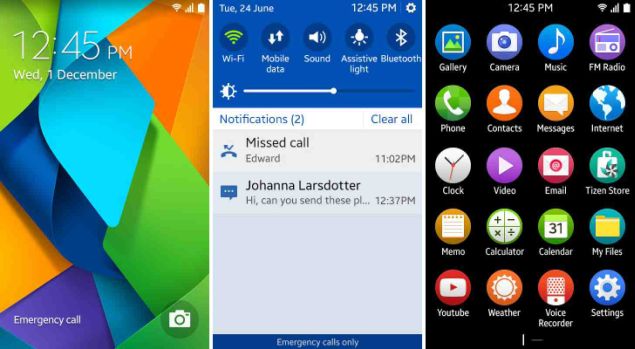 12:45 PM
Wed, 1 December
Emergency call
Tue, 24 June 12:45 PM
Wi-Fi Mobile data Sound Assistive light Bluetooth
Notifications (2) Clear all
Missed call
Edward 11:02PM
Johanna Larsdotter
Hi, can you send these pl... 12:37PM
Emergency calls only
12:45 PM
Gallery Camera Music FM Radio
Phone Contacts Messages Internet
Clock Video Email Tizen Store
31
Memo Calculator Calendar My Files
Youtube Weather Voice Recorder Settings